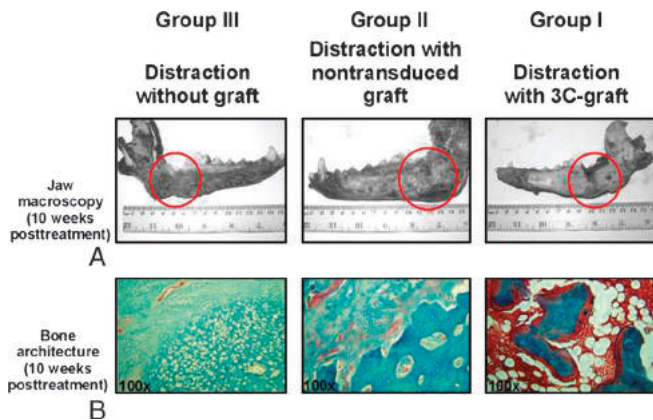 Group III
Group II
Group I
Distraction
without graft
Distraction with
nontransduced
graft
Distraction
with 3C-graft
Jaw
macroscopy
(10 weeks
posttreatment)
A
Bone
architecture
(10 weeks
posttreatment)
100x
100x
100x
B